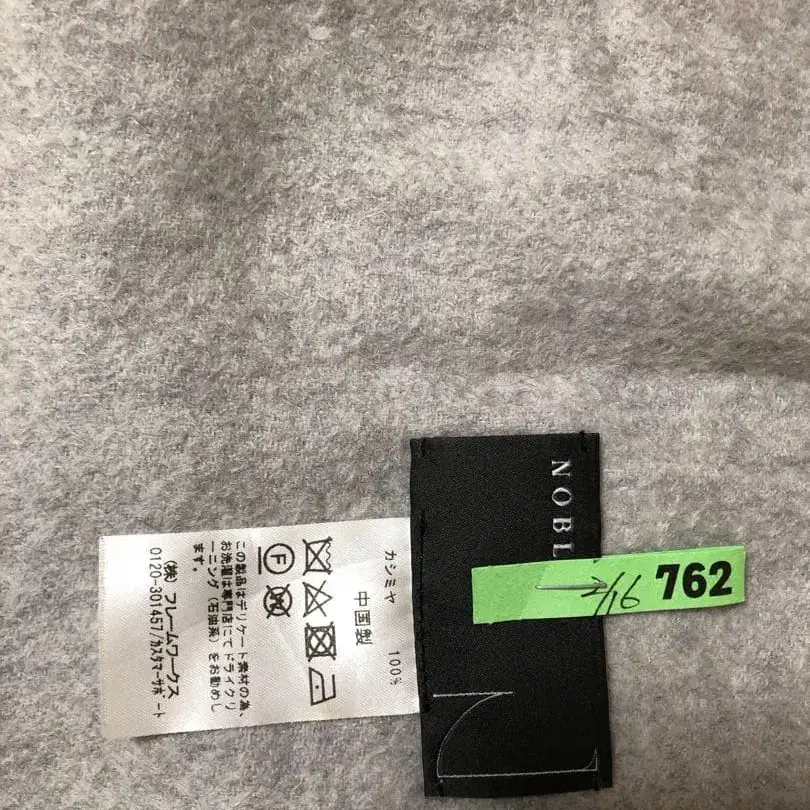 NOBL
2/16 762
カシミヤ 100%
中国製
F
この製品はデリケート素材の為、
お洗濯は専門店にてドライクリ
ーニング（石油系）をお勧めし
ます。
㈱フレームワークス
0120-301457/カスタマーサポート